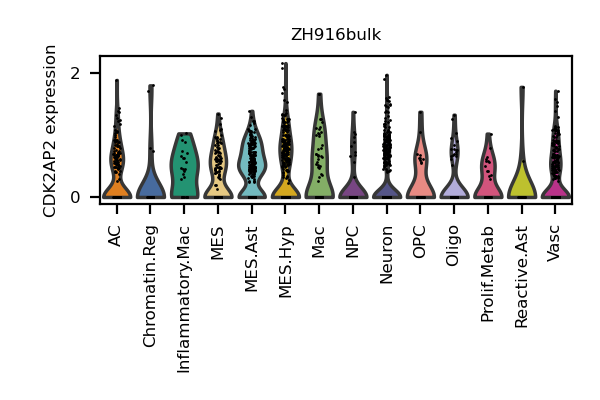 ZH916bulk
CDK2AP2 expression
2
0
AC
Chromatin.Reg
Inflammatory.Mac
MES
MES.Ast
MES.Hyp
Mac
NPC
Neuron
OPC
Oligo
Prolif.Metab
Reactive.Ast
Vasc